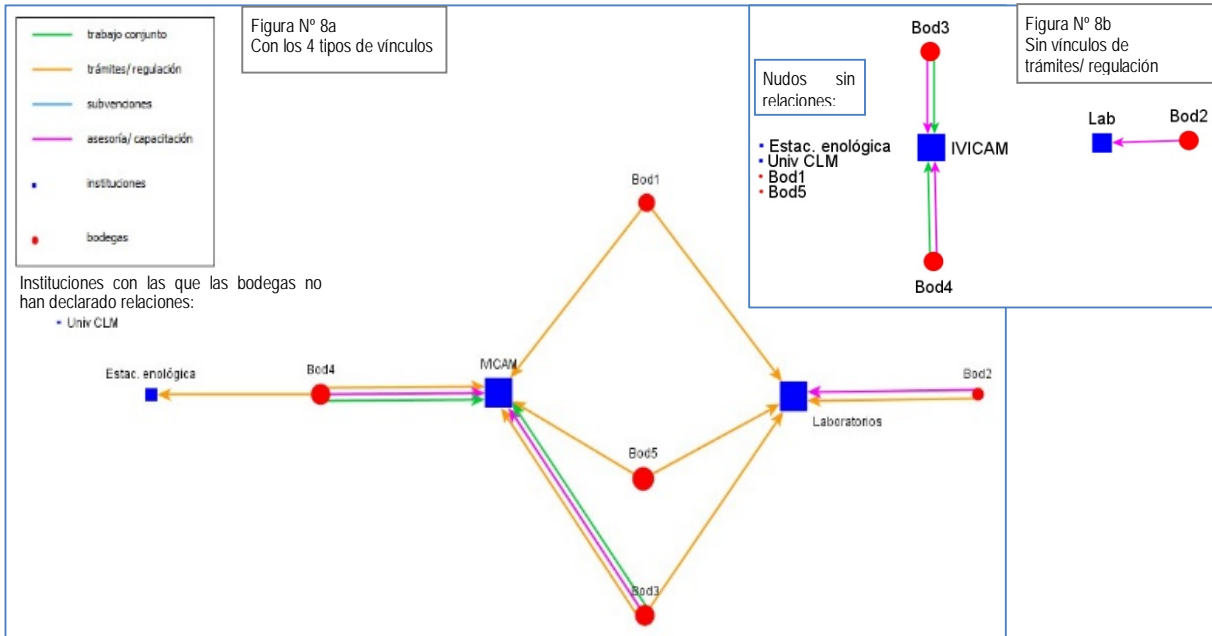 trabajo conjunto
trámites/ regulación
subvenciones
asesoría/ capacitación
instituciones
bodegas
Figura Nº 8a
Con los 4 tipos de vínculos
Instituciones con las que las bodegas no
han declarado relaciones:
Univ CLM
Estac. enológica
Bod4
IVICAM
Bod1
Bod5
Bod3
Laboratorios
Bod2
Figura Nº 8b
Sin vínculos de
trámites/ regulación
Nudos sin
relaciones:
Estac. enológica
Univ CLM
Bod1
Bod5
Bod3
IVICAM
Bod4
Lab
Bod2